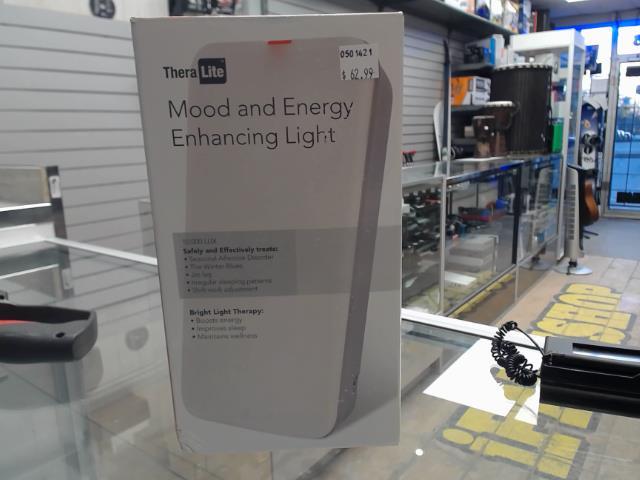 Thera Lite
0501421
$ 62.99
Mood and Energy
Enhancing Light
10,000 LUX
Safely and Effectively treats:
• Seasonal Affective Disorder
• The Winter Blues
• Jet lag
• Irregular sleeping patterns
• Shift-work adjustment
Bright Light Therapy:
• Boosts energy
• Improves sleep
• Maintains wellness